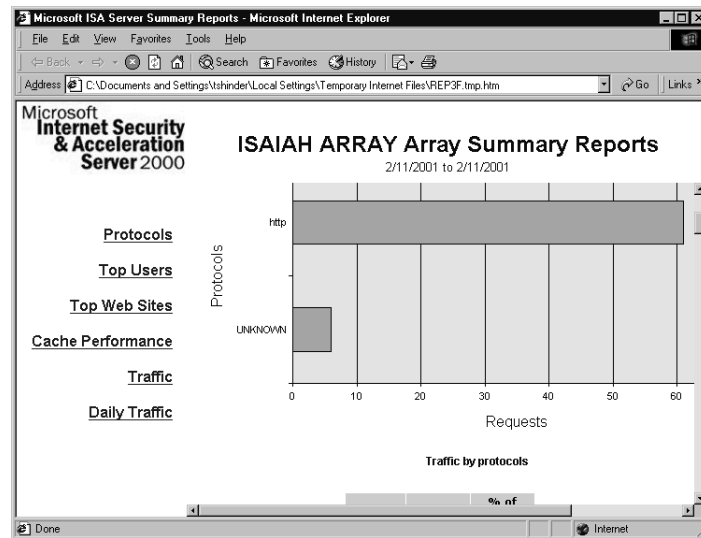 Microsoft ISA Server Summary Reports - Microsoft Internet Explorer
File Edit View Favorites Tools Help
Back Search Favorites History
Address C:\Documents and Settings\tshinder\Local Settings\Temporary Internet Files\REP3F.tmp.htm Go Links »
Microsoft
Internet Security
& Acceleration
Server 2000
ISAIAH ARRAY Array Summary Reports
2/11/2001 to 2/11/2001
Protocols
Top Users
Top Web Sites
Cache Performance
Traffic
Daily Traffic
Protocols
http
UNKNOWN
0 10 20 30 40 50 60
Requests
Traffic by protocols
% of
Done Internet